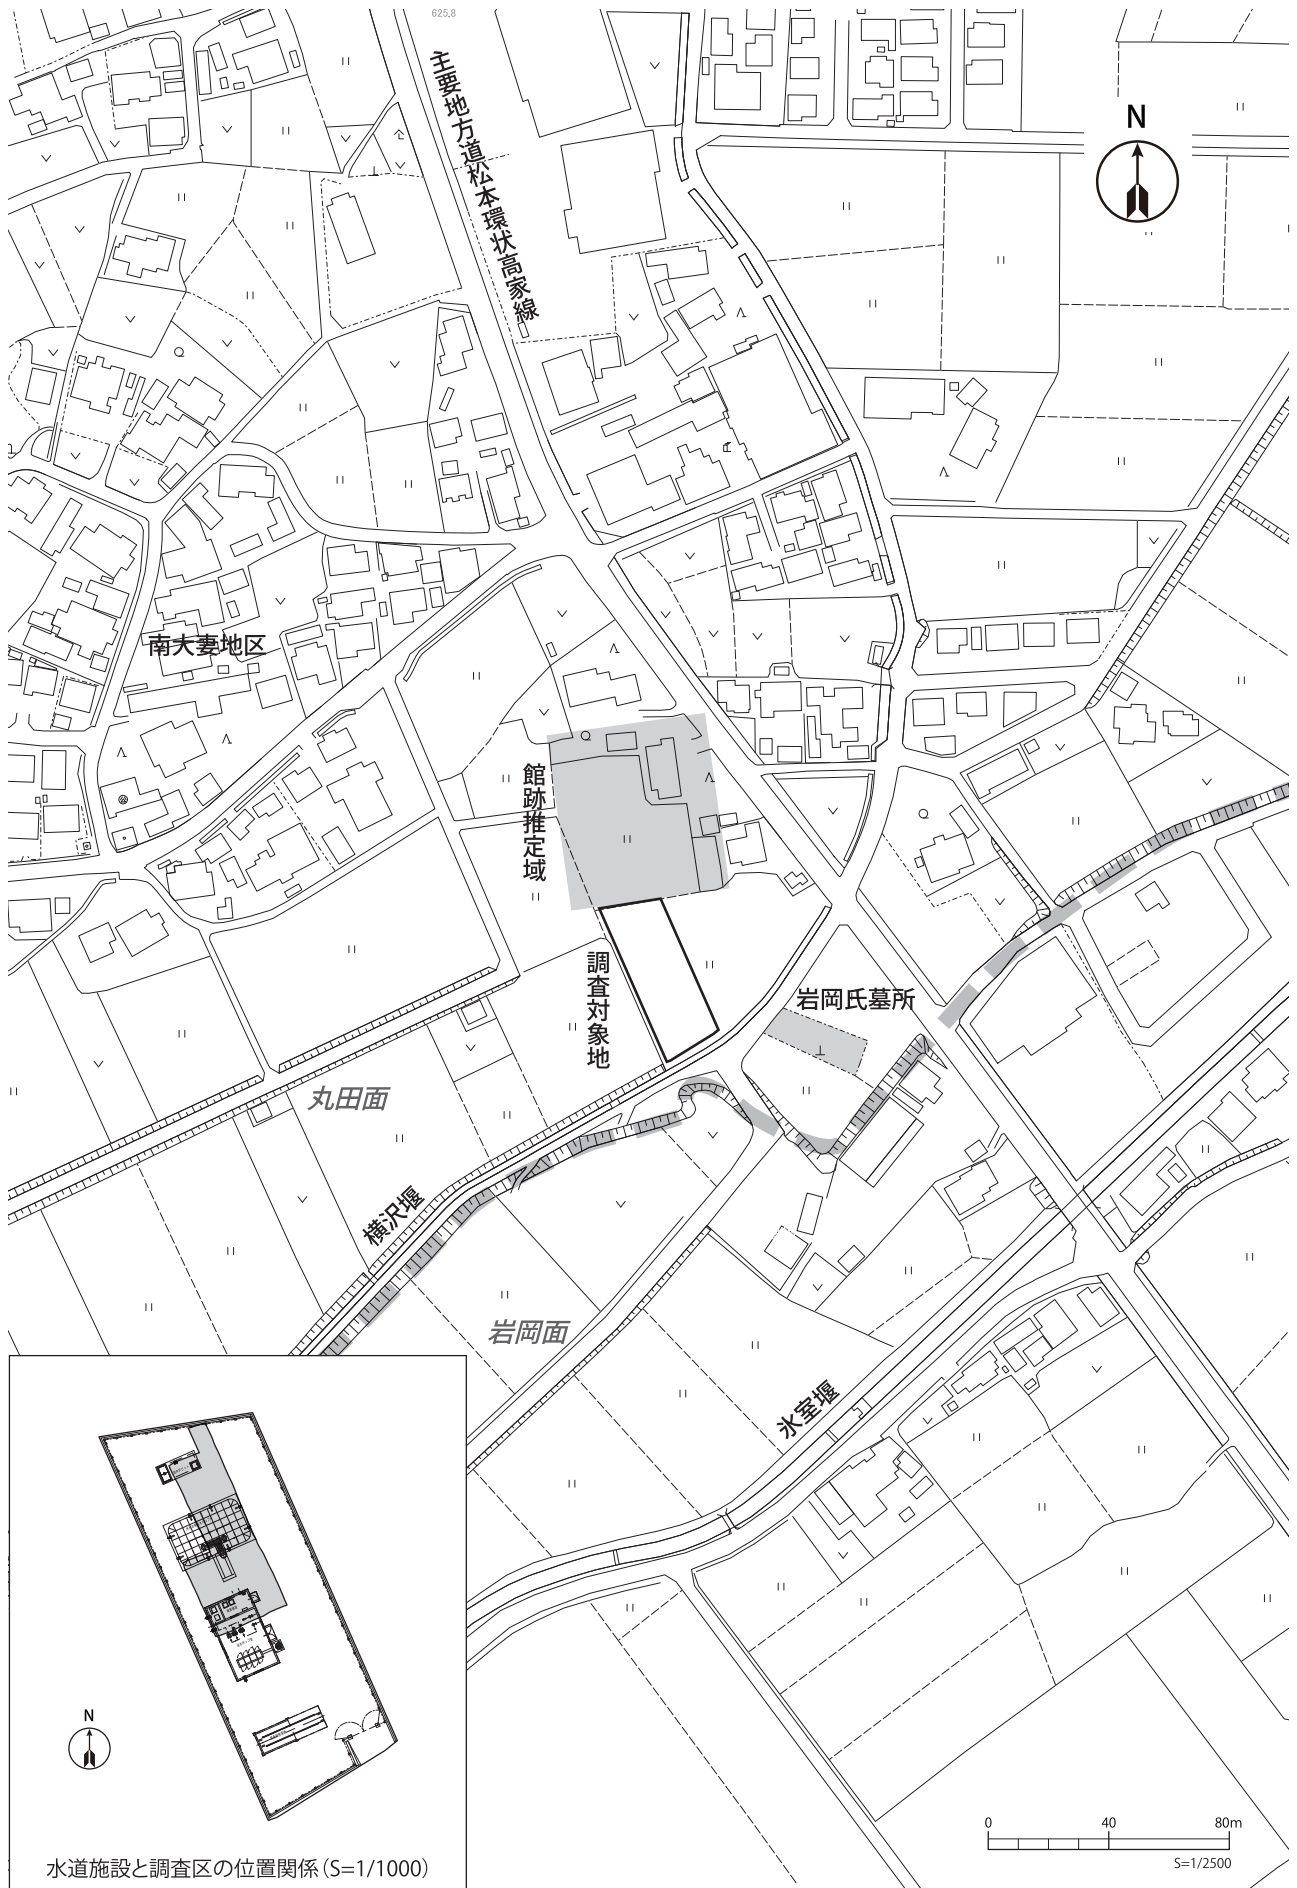 625.8
主要地方道松本環状高家線
N
南大妻地区
館跡推定域
調査対象地
岩岡氏墓所
丸田面
横沢堰
岩岡面
氷室堰
N
水道施設と調査区の位置関係（S=1/1000）
0 40 80m
S=1/2500